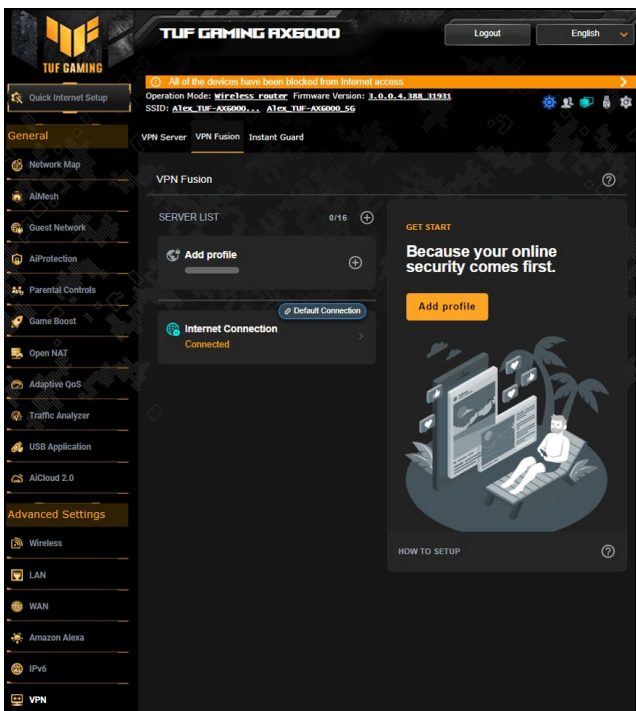 TUF GAMING
TUF GAMING AX6000
Logout
English
All of the devices have been blocked from Internet access.
Quick Internet Setup
Operation Mode: Wireless router Firmware Version: 3.0.0.4.388_31931
SSID: Alex_TUF-AX6000... Alex_TUF-AX6000_5G
General
VPN Server VPN Fusion Instant Guard
Network Map
AiMesh
Guest Network
AiProtection
Parental Controls
Game Boost
Open NAT
Adaptive QoS
Traffic Analyzer
USB Application
AiCloud 2.0
Advanced Settings
Wireless
LAN
WAN
Amazon Alexa
IPv6
VPN
VPN Fusion
SERVER LIST 0/16
Add profile
Default Connection
Internet Connection
Connected
GET START
Because your online
security comes first.
Add profile
HOW TO SETUP